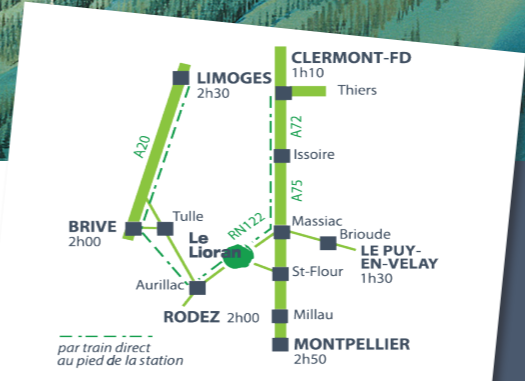 CLERMONT-FD
1h10
LIMOGES
2h30
Thiers
A72
A20
Issoire
A75
Massiac
Brioude
LE PUY-
EN-VELAY
1h30
BRIVE
2h00
Tulle
RN122
Le
Lioran
St-Flour
Aurillac
RODEZ 2h00
Millau
MONTPELLIER
2h50
par train direct
au pied de la station